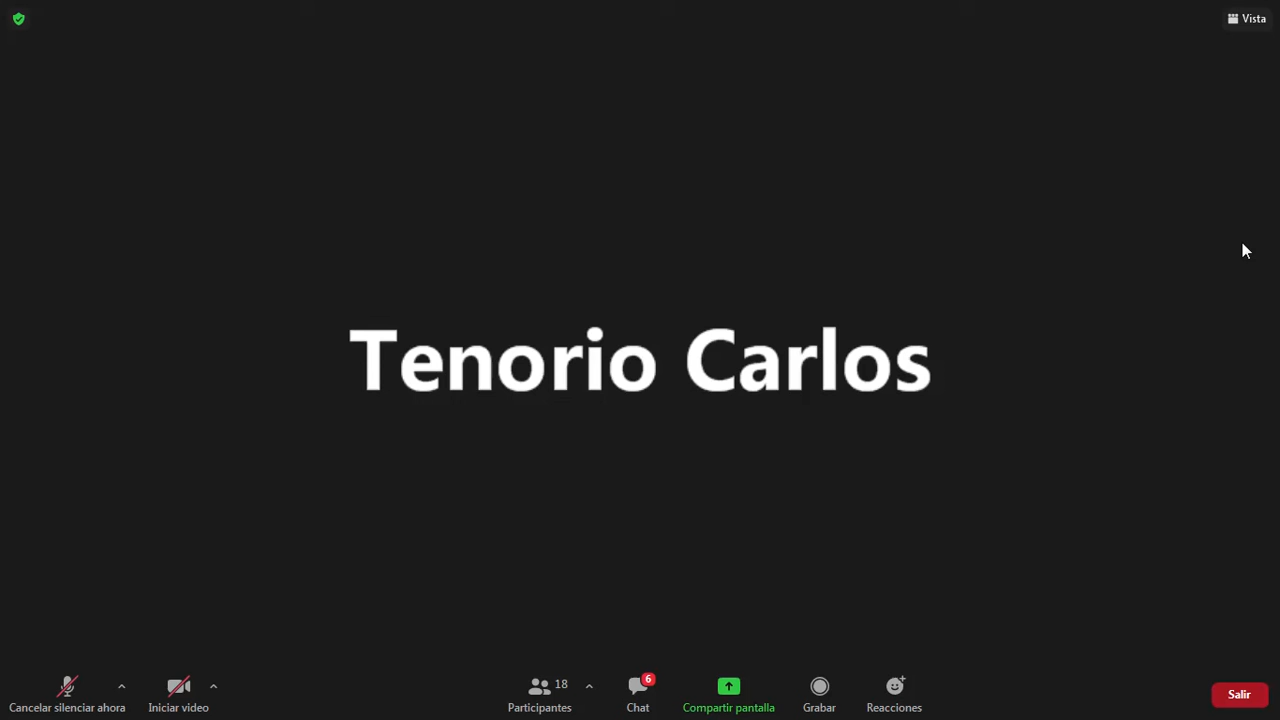 Vista
Tenorio Carlos
Cancelar silenciar ahora
Iniciar video
18
Participantes
6
Chat
Compartir pantalla
Grabar
Reacciones
Salir